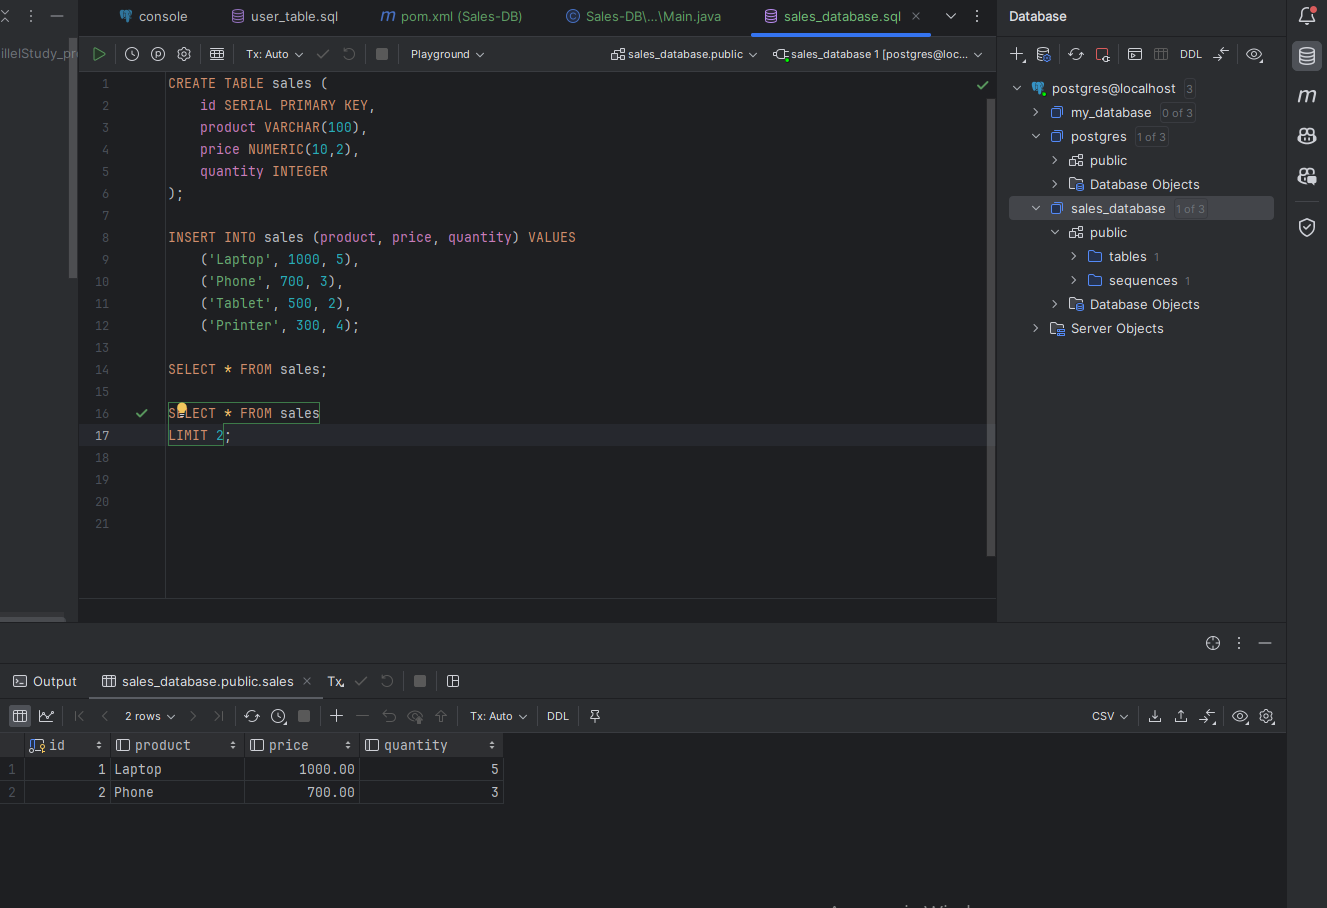 console
user_table.sql
pom.xml (Sales-DB)
Sales-DB\...\Main.java
sales_database.sql
Database
Tx: Auto
Playground
sales_database.public
sales_database 1 [postgres@loc...
DDL
1 CREATE TABLE sales (
2 id SERIAL PRIMARY KEY,
3 product VARCHAR(100),
4 price NUMERIC(10,2),
5 quantity INTEGER
6 );
7
8 INSERT INTO sales (product, price, quantity) VALUES
9 ('Laptop', 1000, 5),
10 ('Phone', 700, 3),
11 ('Tablet', 500, 2),
12 ('Printer', 300, 4);
13
14 SELECT * FROM sales;
15
16 SELECT * FROM sales
17 LIMIT 2;
18
19
20
21
postgres@localhost 3
my_database 0 of 3
postgres 1 of 3
public
Database Objects
sales_database 1 of 3
public
tables 1
sequences 1
Database Objects
Server Objects
Output
sales_database.public.sales
Tx
2 rows
Tx: Auto
DDL
CSV
id product price quantity
1 1 Laptop 1000.00 5
2 2 Phone 700.00 3